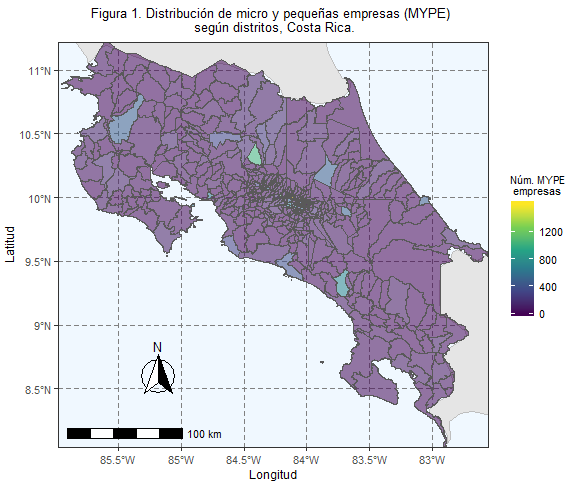 Figura 1. Distribución de micro y pequeñas empresas (MYPE)
según distritos, Costa Rica.
11°N
10.5°N
10°N
9.5°N
9°N
8.5°N
Latitud
N
100 km
85.5°W
85°W
84.5°W
84°W
83.5°W
83°W
Longitud
Núm. MYPE
empresas
1200
800
400
0